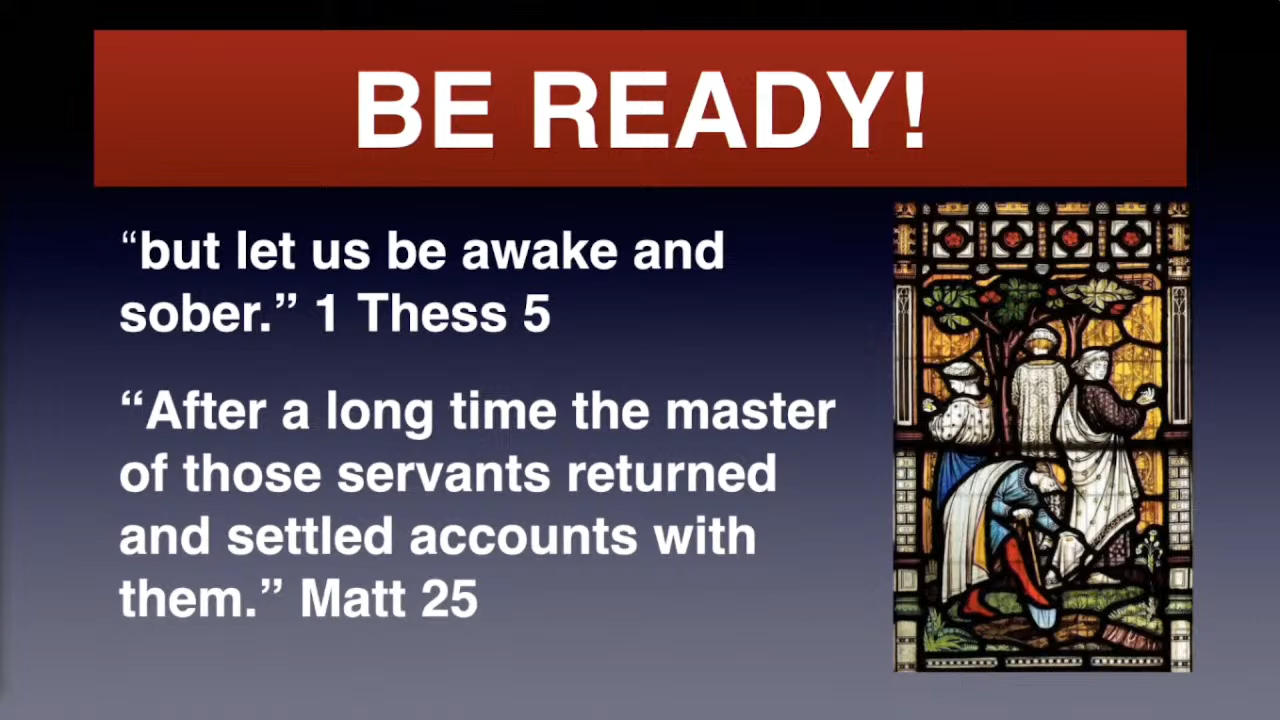 BE READY!
“but let us be awake and
sober.” 1 Thess 5
“After a long time the master
of those servants returned
and settled accounts with
them.” Matt 25